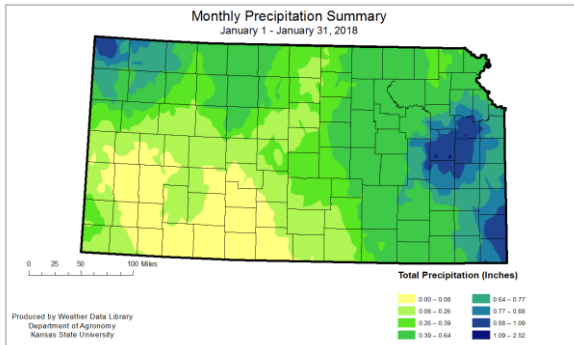 Monthly Precipitation Summary
January 1 - January 31, 2018
0 25 50 100 Miles
Total Precipitation (Inches)
0.00 – 0.08
0.08 – 0.26
0.26 – 0.39
0.39 – 0.64
0.64 – 0.77
0.77 – 0.88
0.88 – 1.09
1.09 – 2.52
Produced by Weather Data Library
Department of Agronomy
Kansas State University